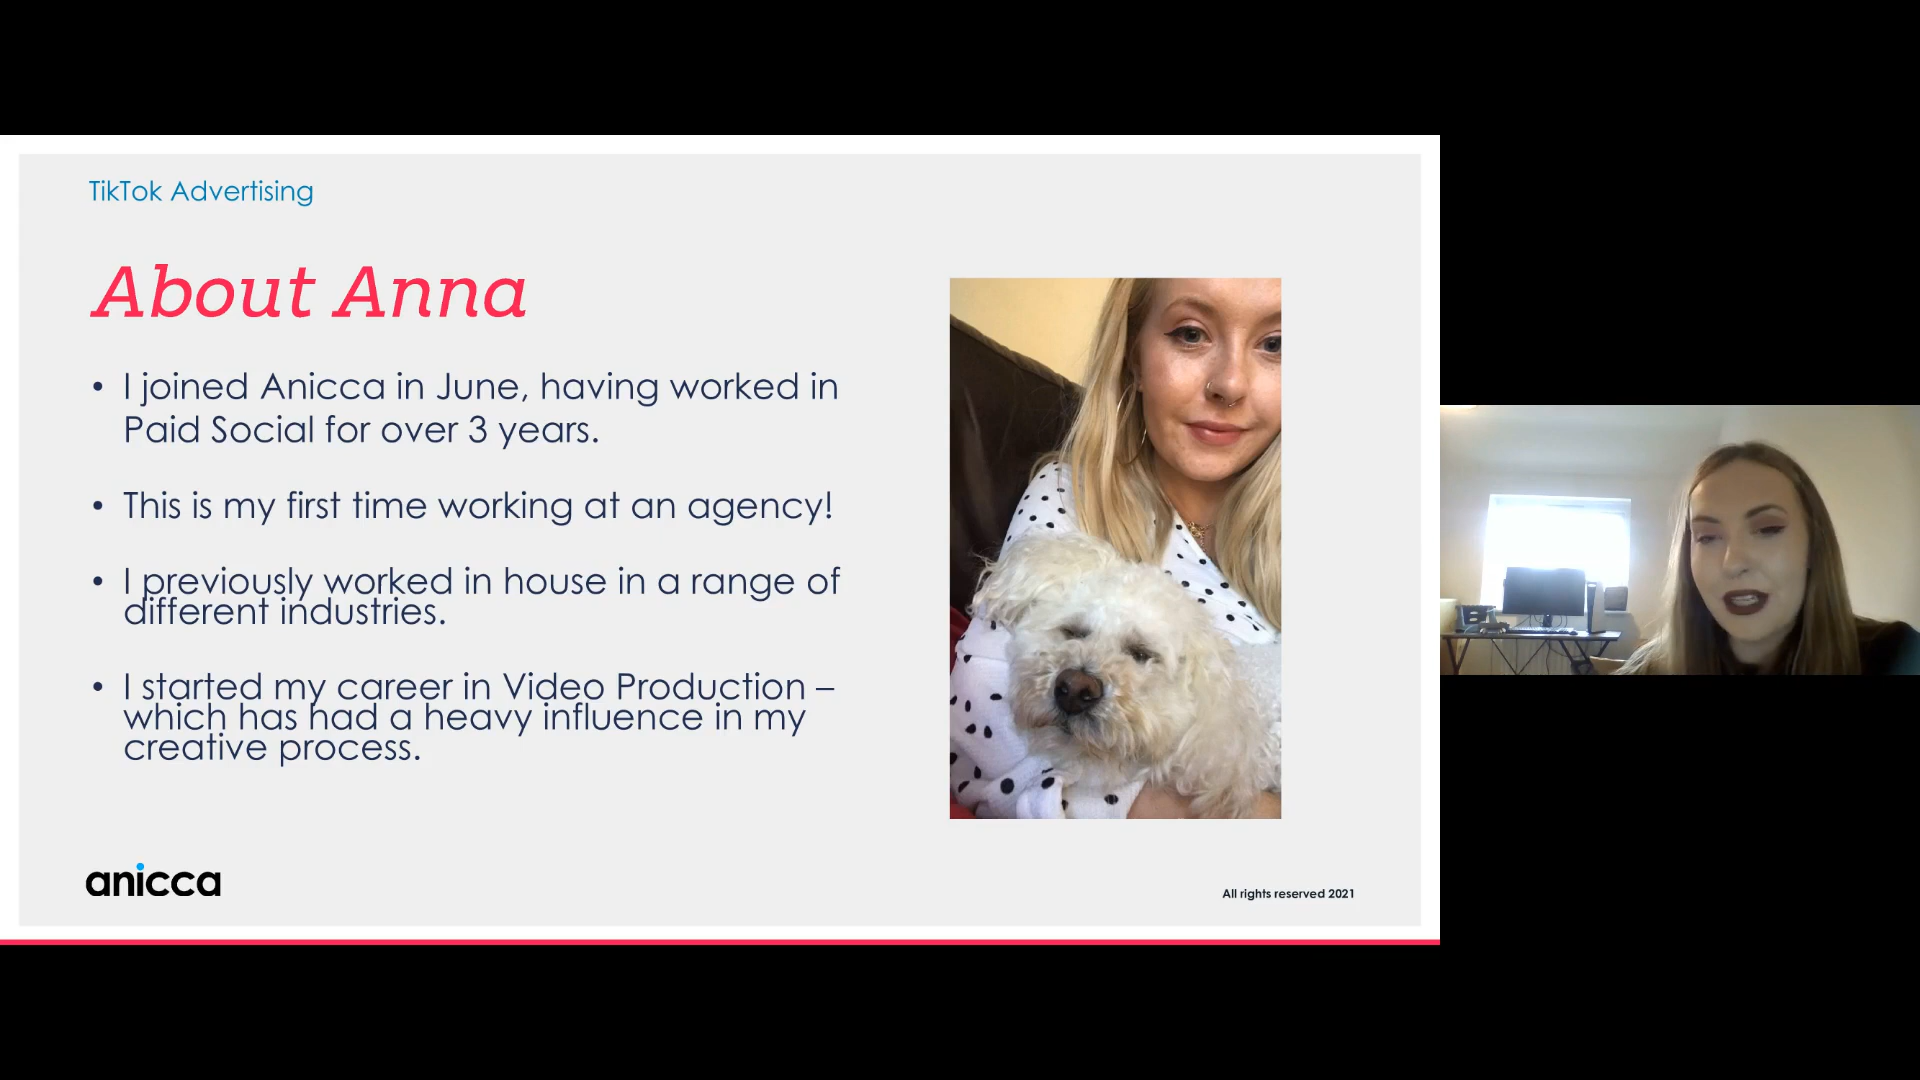 TikTok Advertising
About Anna
• I joined Anicca in June, having worked in
Paid Social for over 3 years.
• This is my first time working at an agency!
• I previously worked in house in a range of
different industries.
• I started my career in Video Production –
which has had a heavy influence in my
creative process.
anicca
All rights reserved 2021